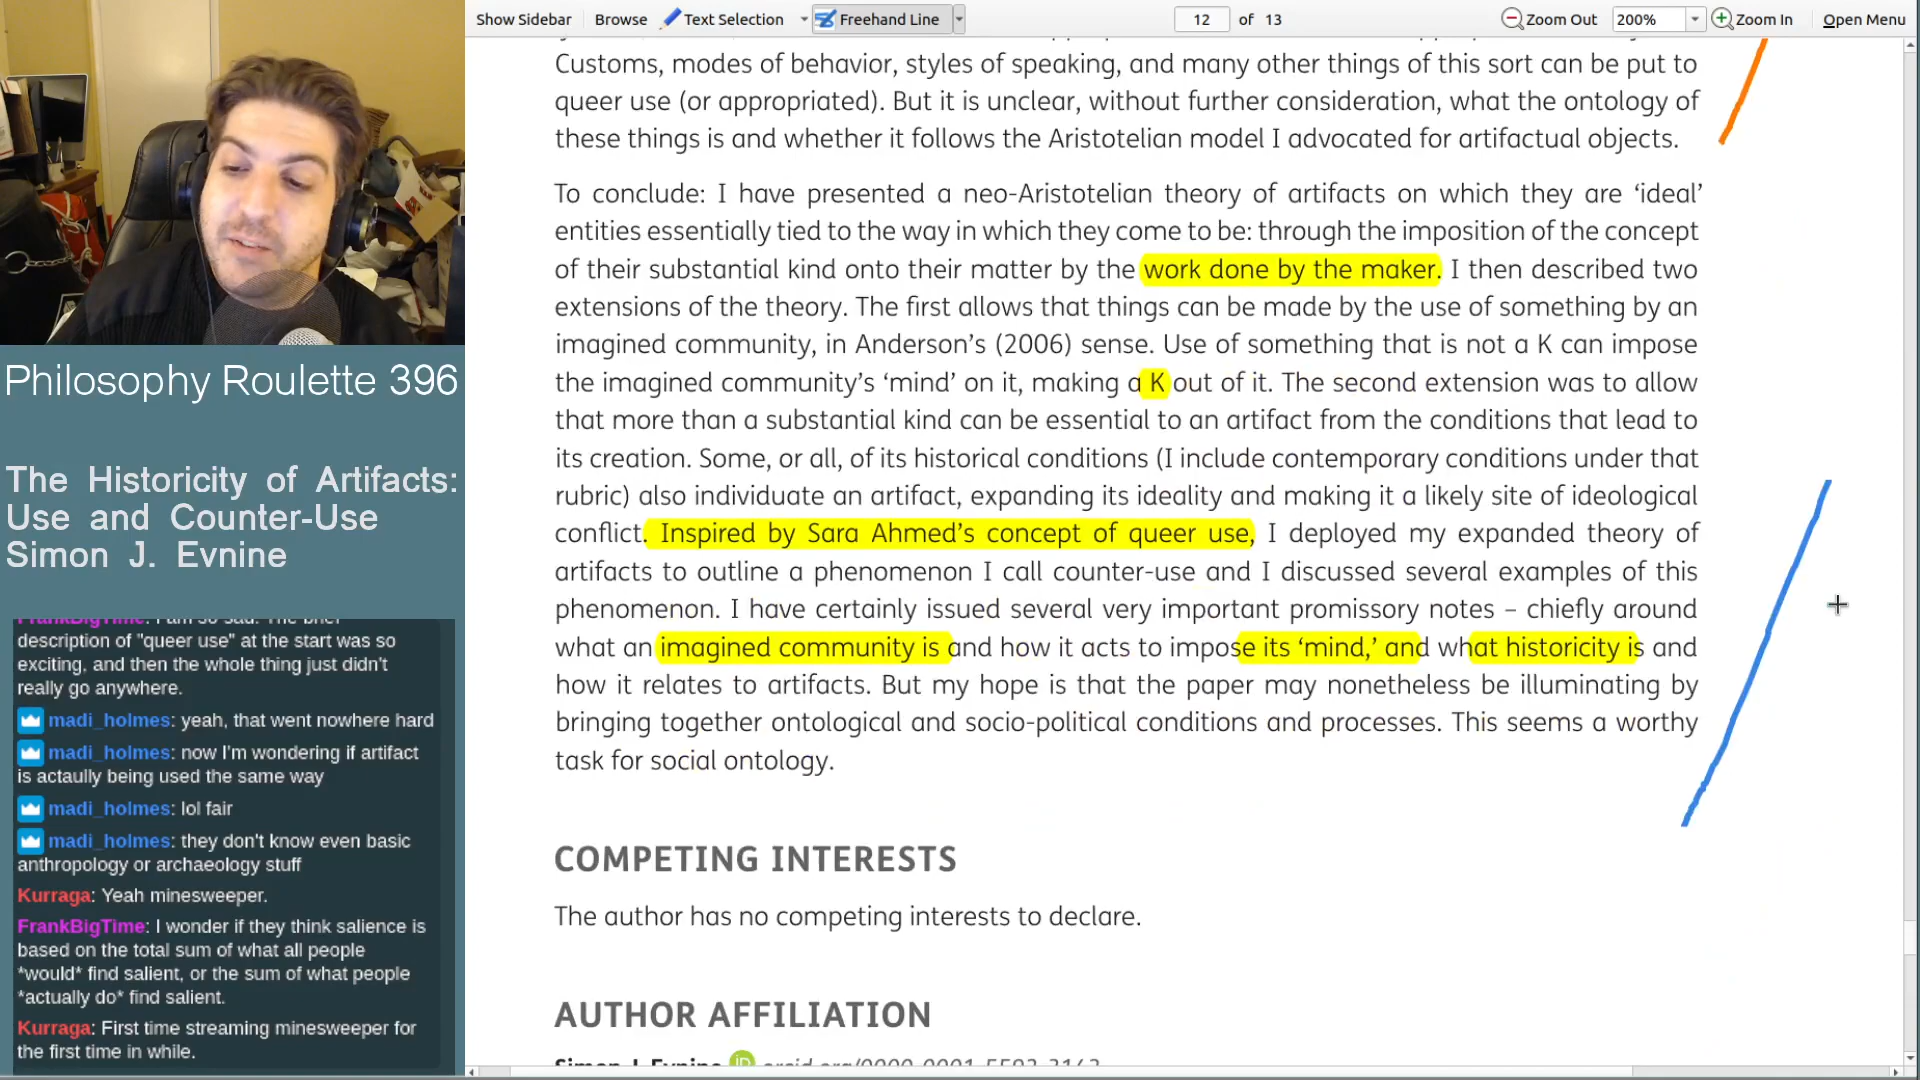 Show Sidebar Browse Text Selection Freehand Line 12 of 13 Zoom Out 200% Zoom In Open Menu
Customs, modes of behavior, styles of speaking, and many other things of this sort can be put to
queer use (or appropriated). But it is unclear, without further consideration, what the ontology of
these things is and whether it follows the Aristotelian model I advocated for artifactual objects.
To conclude: I have presented a neo-Aristotelian theory of artifacts on which they are ‘ideal’
entities essentially tied to the way in which they come to be: through the imposition of the concept
of their substantial kind onto their matter by the work done by the maker. I then described two
extensions of the theory. The first allows that things can be made by the use of something by an
imagined community, in Anderson’s (2006) sense. Use of something that is not a K can impose
the imagined community’s ‘mind’ on it, making a K out of it. The second extension was to allow
that more than a substantial kind can be essential to an artifact from the conditions that lead to
its creation. Some, or all, of its historical conditions (I include contemporary conditions under that
rubric) also individuate an artifact, expanding its ideality and making it a likely site of ideological
conflict. Inspired by Sara Ahmed’s concept of queer use, I deployed my expanded theory of
artifacts to outline a phenomenon I call counter-use and I discussed several examples of this
phenomenon. I have certainly issued several very important promissory notes – chiefly around
what an imagined community is and how it acts to impose its ‘mind,’ and what historicity is and
how it relates to artifacts. But my hope is that the paper may nonetheless be illuminating by
bringing together ontological and socio-political conditions and processes. This seems a worthy
task for social ontology.
COMPETING INTERESTS
The author has no competing interests to declare.
AUTHOR AFFILIATION
Simon J. Evnine
Philosophy Roulette 396
The Historicity of Artifacts:
Use and Counter-Use
Simon J. Evnine
FrankBigTime: I am so sad. The brief
description of "queer use" at the start was so
exciting, and then the whole thing just didn't
really go anywhere.
madi_holmes: yeah, that went nowhere hard
madi_holmes: now I'm wondering if artifact
is actaully being used the same way
madi_holmes: lol fair
madi_holmes: they don't know even basic
anthropology or archaeology stuff
Kurraga: Yeah minesweeper.
FrankBigTime: I wonder if they think salience is
based on the total sum of what all people
*would* find salient, or the sum of what people
*actually do* find salient.
Kurraga: First time streaming minesweeper for
the first time in while.